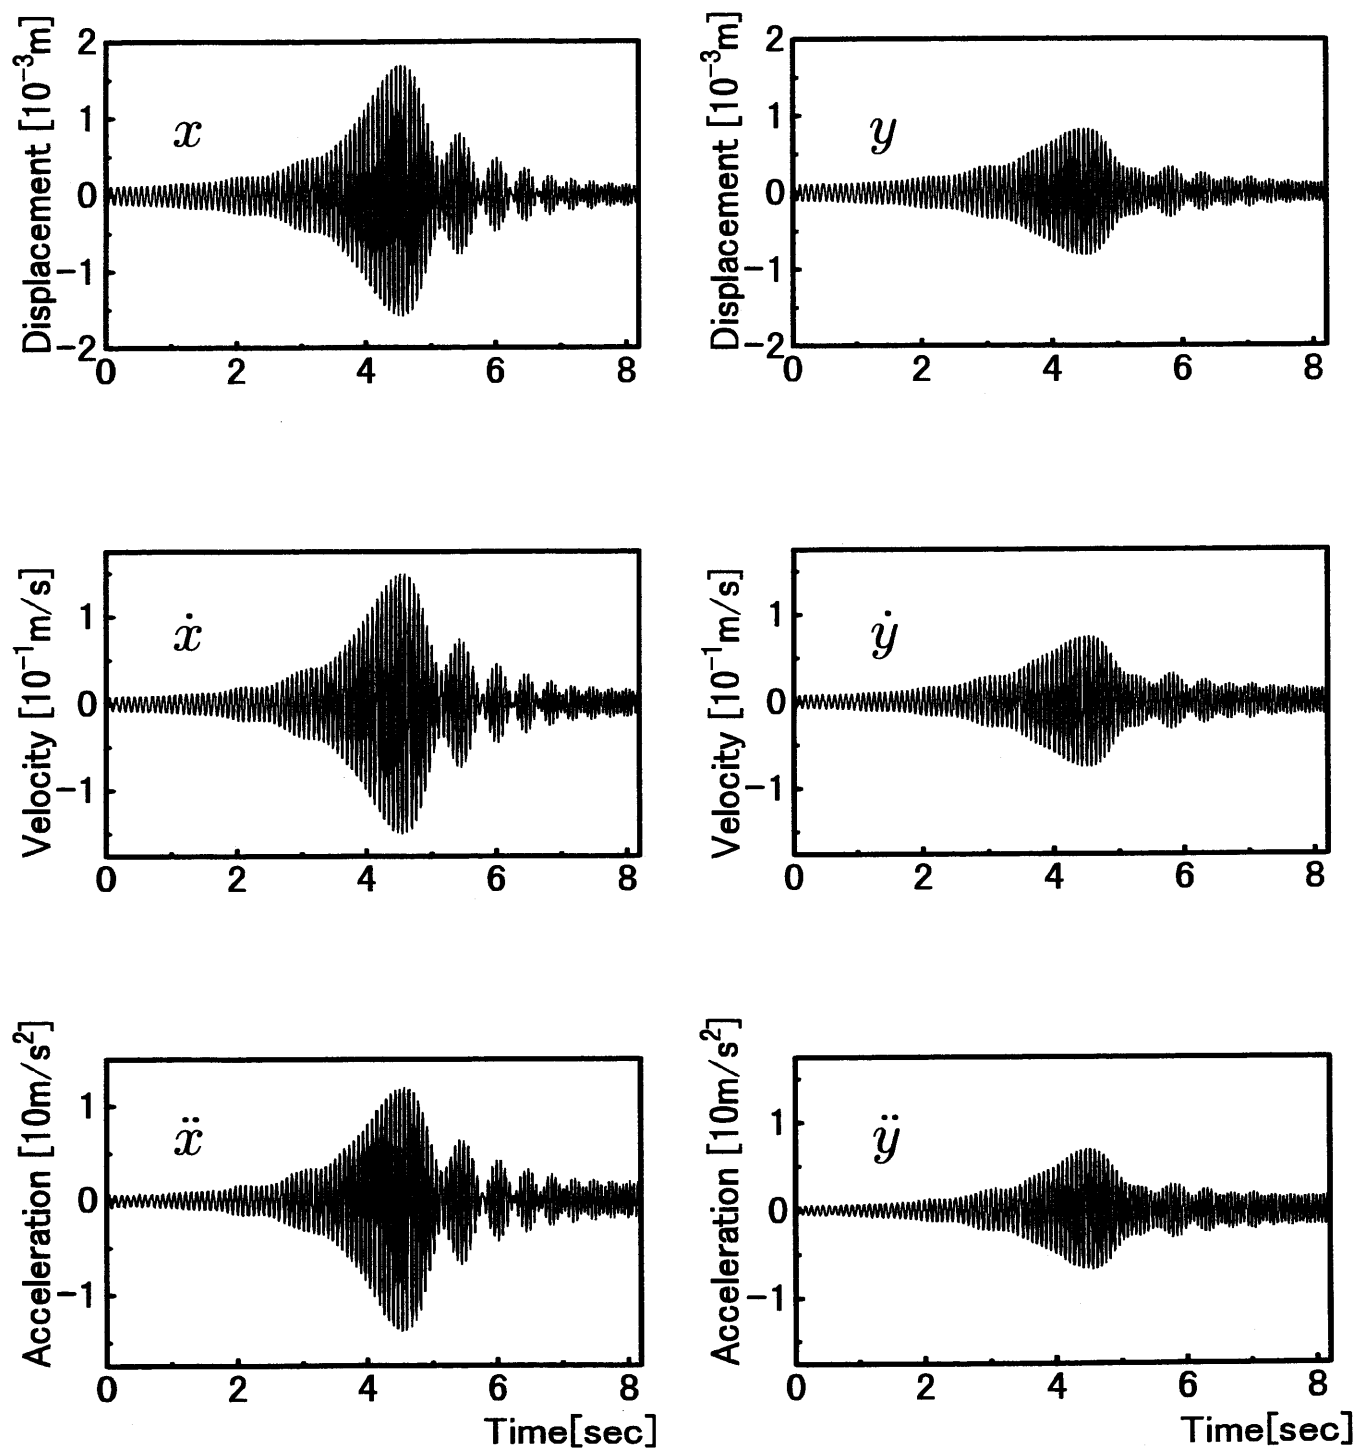 Displacement [10⁻³m]
2
1
0
−1
−2
x
0 2 4 6 8
Displacement [10⁻³m]
2
1
0
−1
−2
y
0 2 4 6 8
Velocity [10⁻¹m/s]
1
0
−1
ẋ
0 2 4 6 8
Velocity [10⁻¹m/s]
1
0
−1
ẏ
0 2 4 6 8
Acceleration [10m/s²]
1
0
−1
ẍ
0 2 4 6 8
Time[sec]
Acceleration [10m/s²]
1
0
−1
ÿ
0 2 4 6 8
Time[sec]